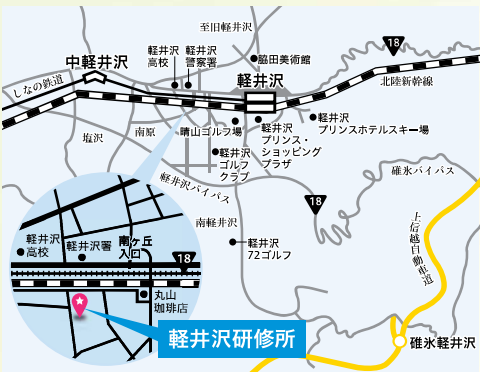 至旧軽井沢
18
軽井沢
高校
軽井沢
警察署
脇田美術館
中軽井沢
軽井沢
しなの鉄道
北陸新幹線
塩沢
南原
晴山ゴルフ場
軽井沢
プリンス・
ショッピング
プラザ
軽井沢
プリンスホテルスキー場
軽井沢
ゴルフ
クラブ
軽井沢バイパス
碓氷バイパス
18
南軽井沢
上信越自動車道
軽井沢
72ゴルフ
軽井沢
高校
軽井沢署
南ヶ丘
入口
18
丸山
珈琲店
軽井沢研修所
碓氷軽井沢